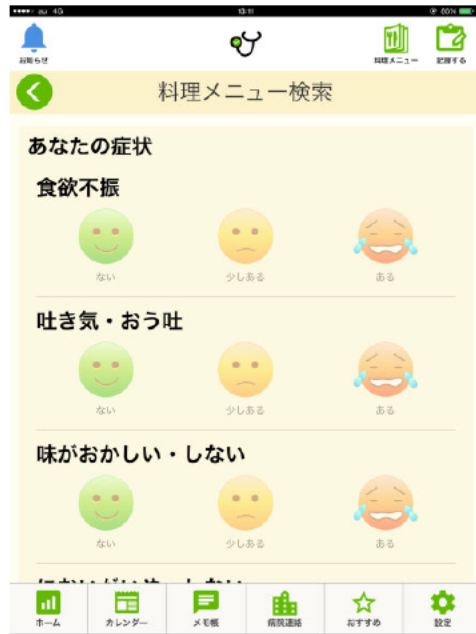 au 4G
13:11
60%
お知らせ
料理メニュー
記録する
料理メニュー検索
あなたの症状
食欲不振
ない 少しある ある
吐き気・おう吐
ない 少しある ある
味がおかしい・しない
ない 少しある ある
ホーム カレンダー メモ帳 病院連絡 おすすめ 設定